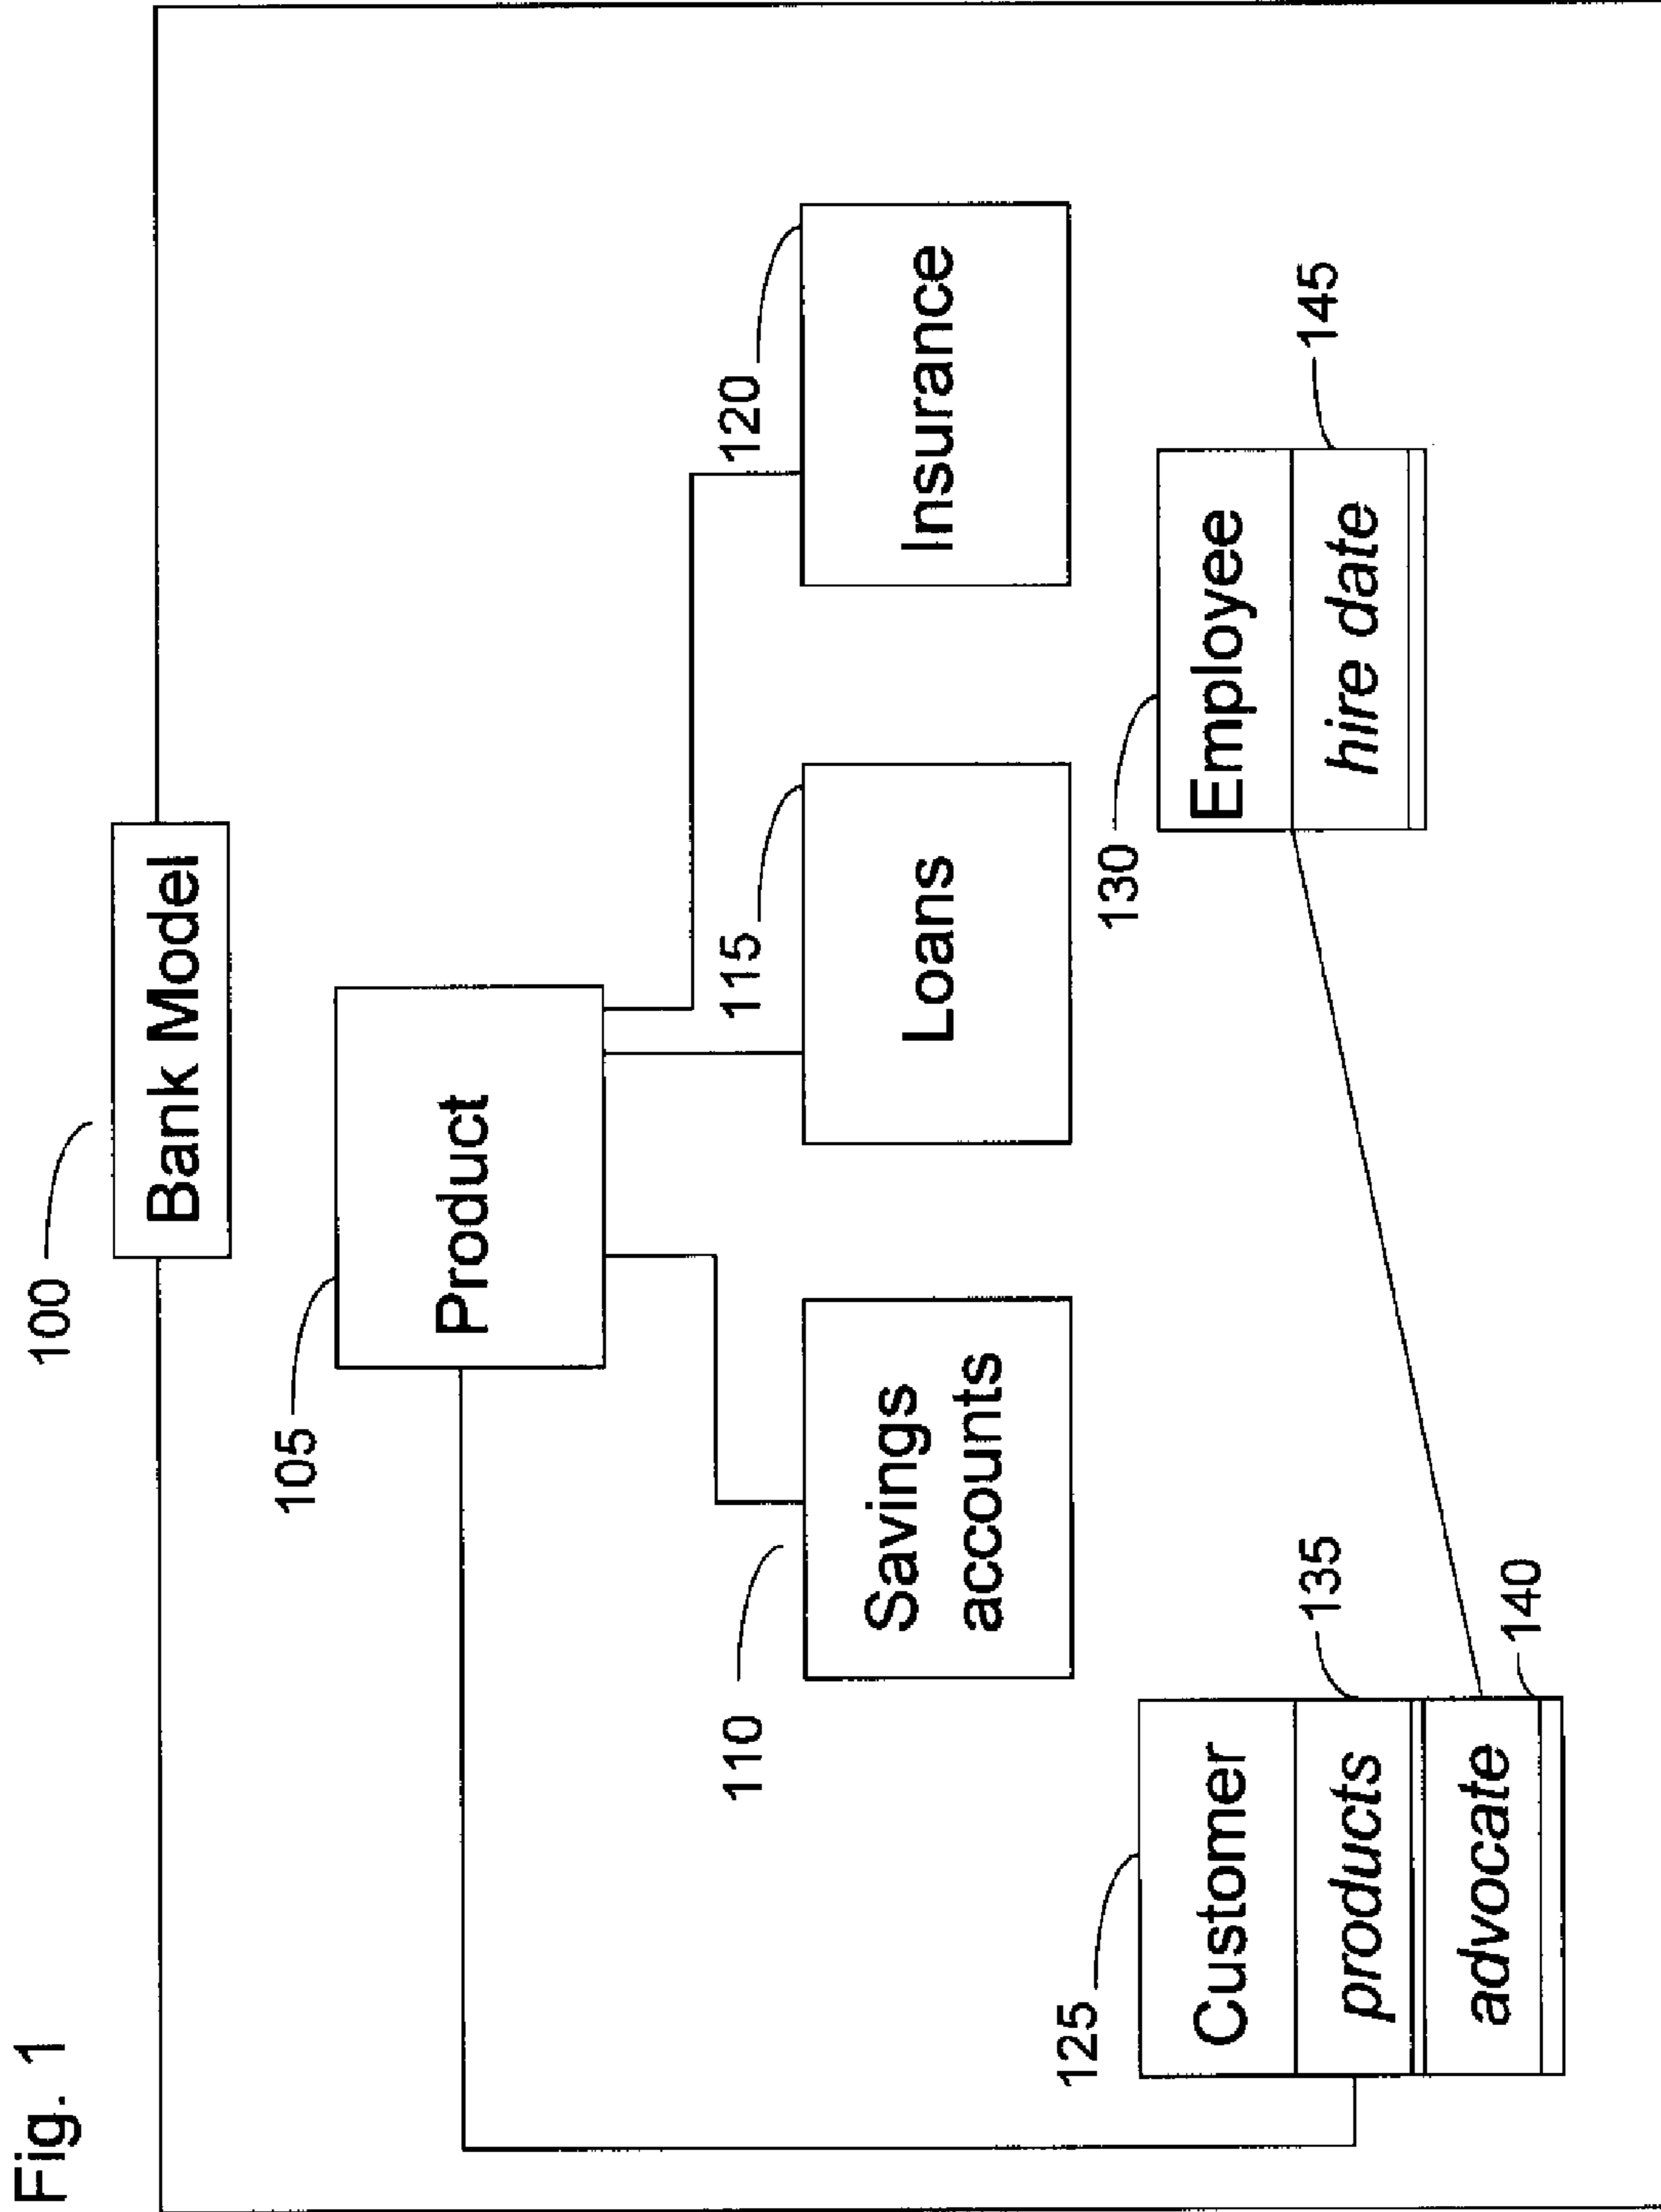 Fig. 1
100
Bank Model
105
Product
110
Savings
accounts
115
Loans
120
Insurance
125
Customer
products
135
advocate
140
130
Employee
hire date
145